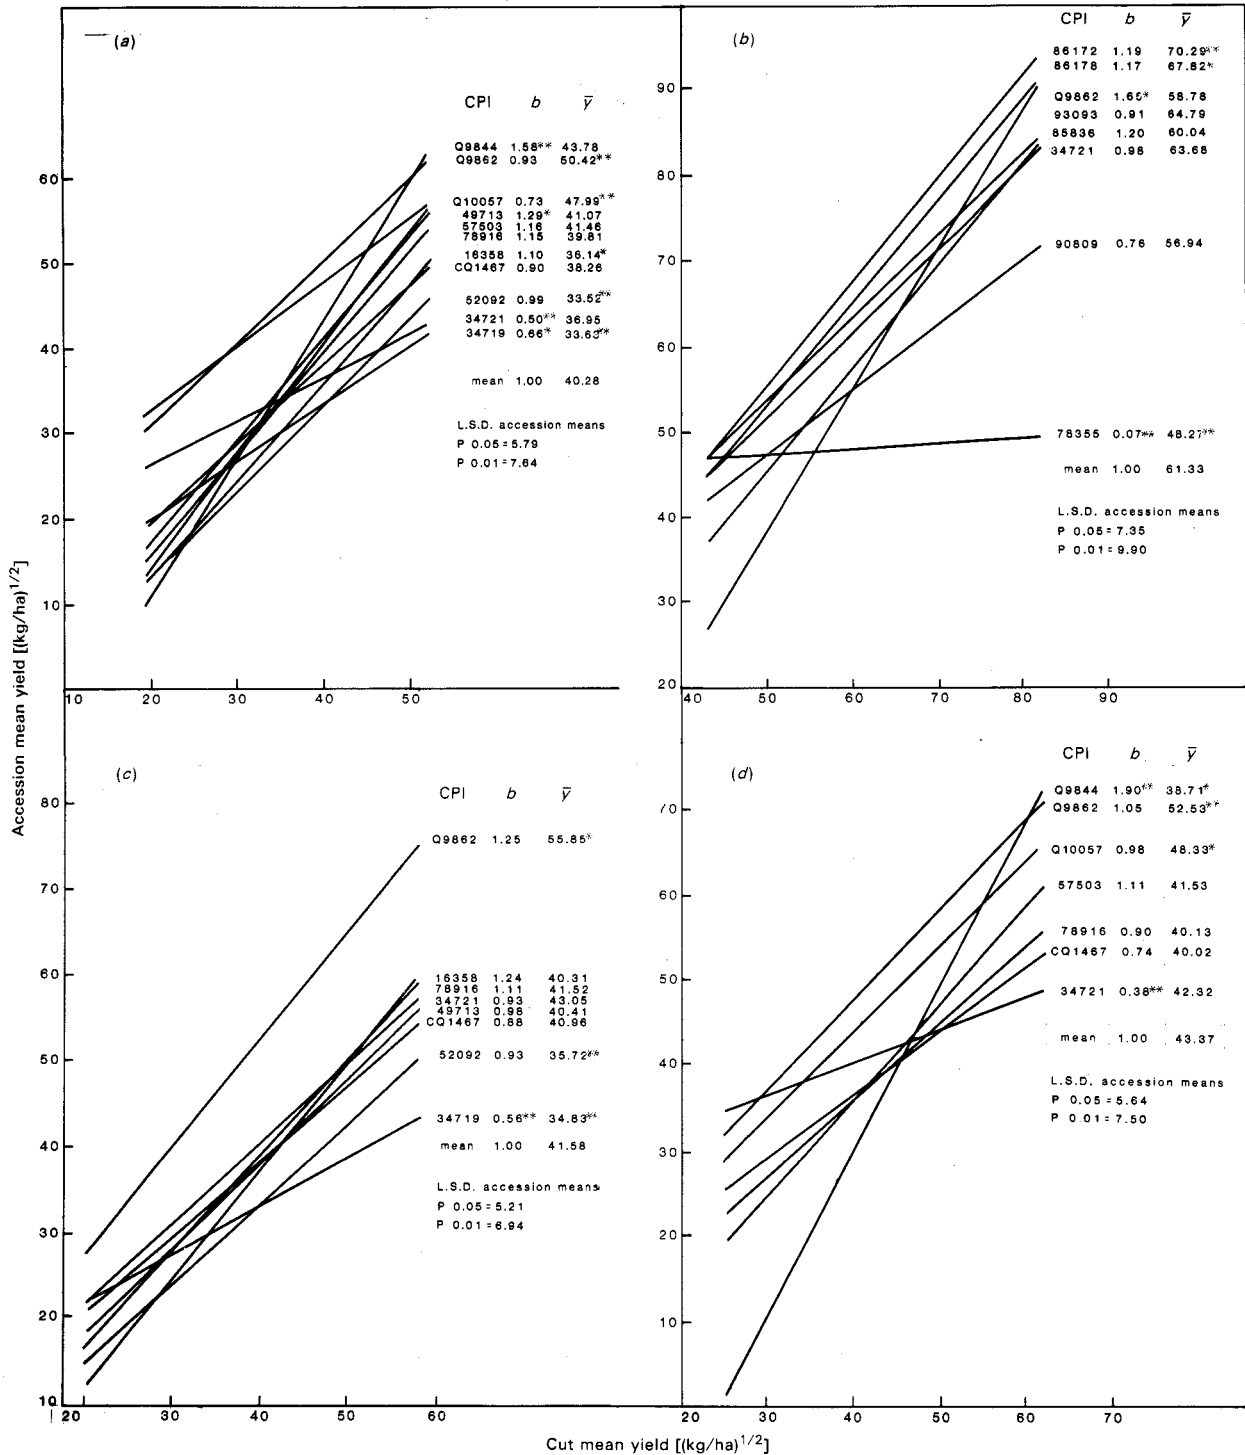 (a)
CPI b ȳ
Q9844 1.58** 43.78
Q9862 0.93 50.42**
Q10057 0.73 47.99**
49713 1.29* 41.07
57503 1.16 41.46
78916 1.15 39.81
16358 1.10 36.14*
CQ1467 0.90 38.26
52092 0.99 33.52**
34721 0.50** 36.95
34719 0.66* 33.63**
mean 1.00 40.28
L.S.D. accession means
P 0.05 = 5.79
P 0.01 = 7.64
60
50
40
30
20
10
10 20 30 40 50
(b)
CPI b ȳ
86172 1.19 70.29**
86178 1.17 67.82*
Q9862 1.65* 58.78
93093 0.91 64.79
85836 1.20 60.04
34721 0.98 63.68
90809 0.76 56.94
78355 0.07** 48.27**
mean 1.00 61.33
L.S.D. accession means
P 0.05 = 7.35
P 0.01 = 9.90
90
80
70
60
50
40
30
20
40 50 60 70 80 90
(c)
CPI b ȳ
Q9862 1.25 55.85*
16358 1.24 40.31
78916 1.11 41.52
34721 0.93 43.05
49713 0.98 40.41
CQ1467 0.88 40.96
52092 0.93 35.72**
34719 0.56** 34.83**
mean 1.00 41.58
L.S.D. accession means
P 0.05 = 5.21
P 0.01 = 6.94
80
70
60
50
40
30
20
10
20 30 40 50 60
(d)
CPI b ȳ
Q9844 1.90** 38.71*
Q9862 1.05 52.53**
Q10057 0.98 48.33*
57503 1.11 41.53
78916 0.90 40.13
CQ1467 0.74 40.02
34721 0.38** 42.32
mean 1.00 43.37
L.S.D. accession means
P 0.05 = 5.64
P 0.01 = 7.50
70
60
50
40
30
20
10
20 30 40 50 60 70
Accession mean yield [(kg/ha)^1/2]
Cut mean yield [(kg/ha)^1/2]